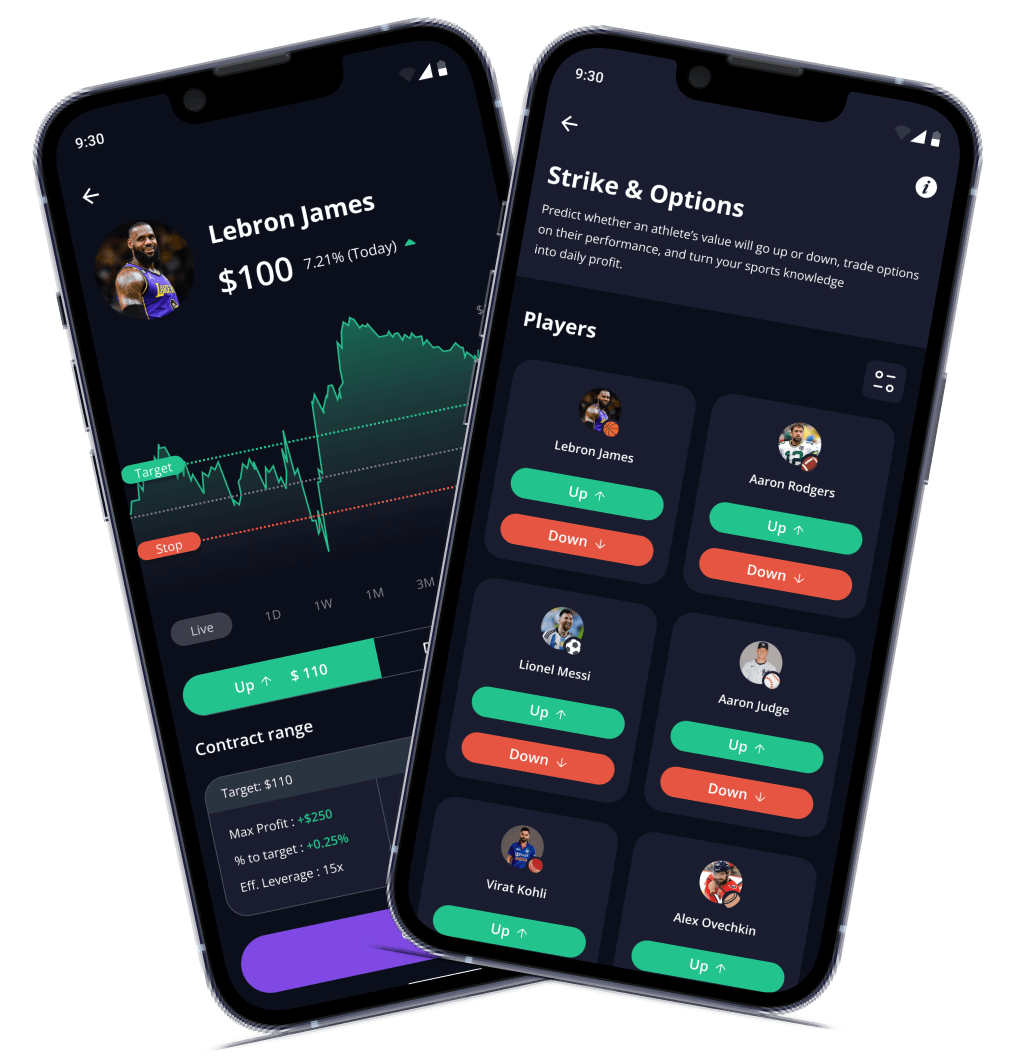 9:30
Lebron James
$100 7.21% (Today)
Target
Stop
Live 1D 1W 1M 3M
Up ↑ $ 110
Contract range
Target: $110
Max Profit : +$250
% to target : +0.25%
Eff. Leverage : 15x
9:30
Strike & Options
Predict whether an athlete’s value will go up or down, trade options
on their performance, and turn your sports knowledge
into daily profit.
Players
Lebron James
Up ↑
Down ↓
Aaron Rodgers
Up ↑
Down ↓
Lionel Messi
Up ↑
Down ↓
Aaron Judge
Up ↑
Down ↓
Virat Kohli
Up ↑
Alex Ovechkin
Up ↑